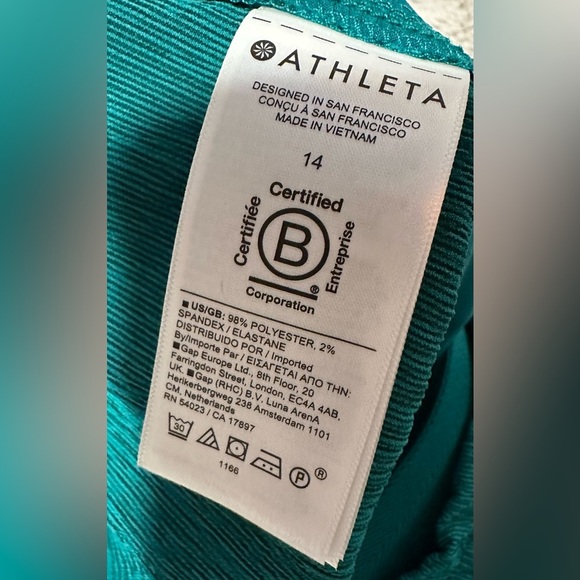 ATHLETA
DESIGNED IN SAN FRANCISCO
CONÇU À SAN FRANCISCO
MADE IN VIETNAM
14
Certified
Certifiée
B
Entreprise
®
Corporation
■ US/GB: 98% POLYESTER, 2%
SPANDEX / ELASTANE
DISTRIBUIDO POR / Imported
By/Importe Par / ΕΙΣΑΓΕΤΑΙ ΑΠΟ ΤΗΝ:
■ Gap Europe Ltd., 8th Floor, 20
Farringdon Street, London, EC4A 4AB,
UK. ■ Gap (RHC) B.V. Luna ArenA
Herikerbergweg 238 Amsterdam 1101
CM, Netherlands
RN 54023 / CA 17897
30
P
®
1166